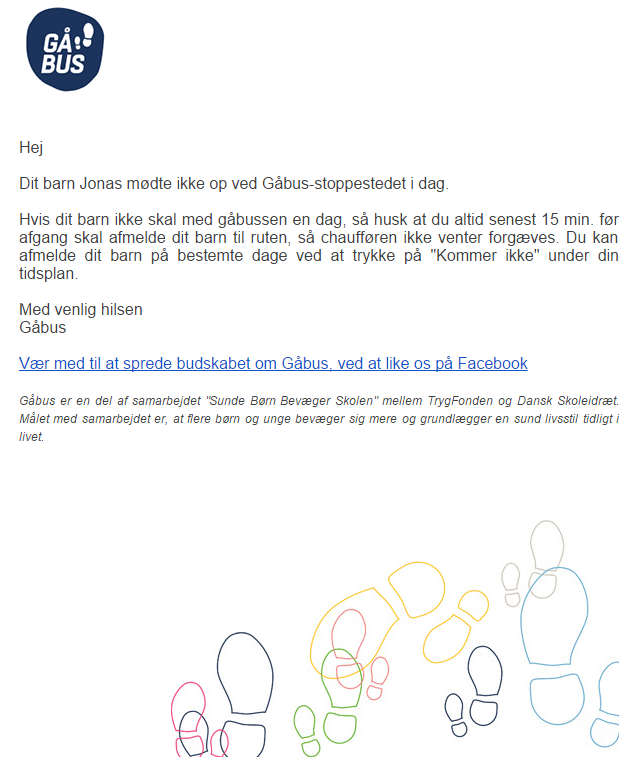 GÅ
BUS
Hej
Dit barn Jonas mødte ikke op ved Gåbus-stoppestedet i dag.
Hvis dit barn ikke skal med gåbussen en dag, så husk at du altid senest 15 min. før
afgang skal afmelde dit barn til ruten, så chaufføren ikke venter forgæves. Du kan
afmelde dit barn på bestemte dage ved at trykke på "Kommer ikke" under din
tidsplan.
Med venlig hilsen
Gåbus
Vær med til at sprede budskabet om Gåbus, ved at like os på Facebook
Gåbus er en del af samarbejdet "Sunde Børn Bevæger Skolen" mellem TrygFonden og Dansk Skoleidræt.
Målet med samarbejdet er, at flere børn og unge bevæger sig mere og grundlægger en sund livsstil tidligt i
livet.